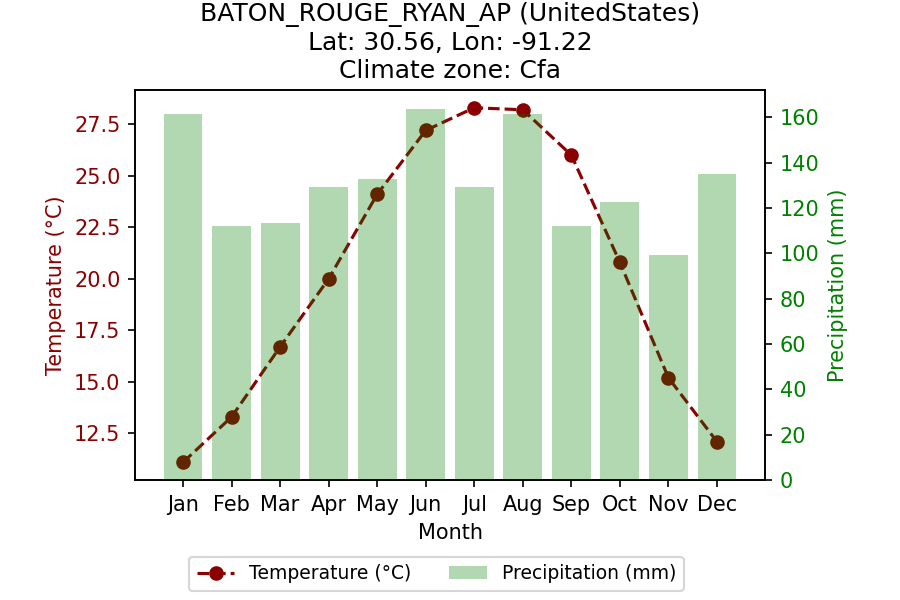 BATON_ROUGE_RYAN_AP (UnitedStates)
Lat: 30.56, Lon: -91.22
Climate zone: Cfa
Temperature (°C)
27.5
25.0
22.5
20.0
17.5
15.0
12.5
160
140
120
100
80
60
40
20
0
Precipitation (mm)
Jan Feb Mar Apr May Jun Jul Aug Sep Oct Nov Dec
Month
Temperature (°C) Precipitation (mm)